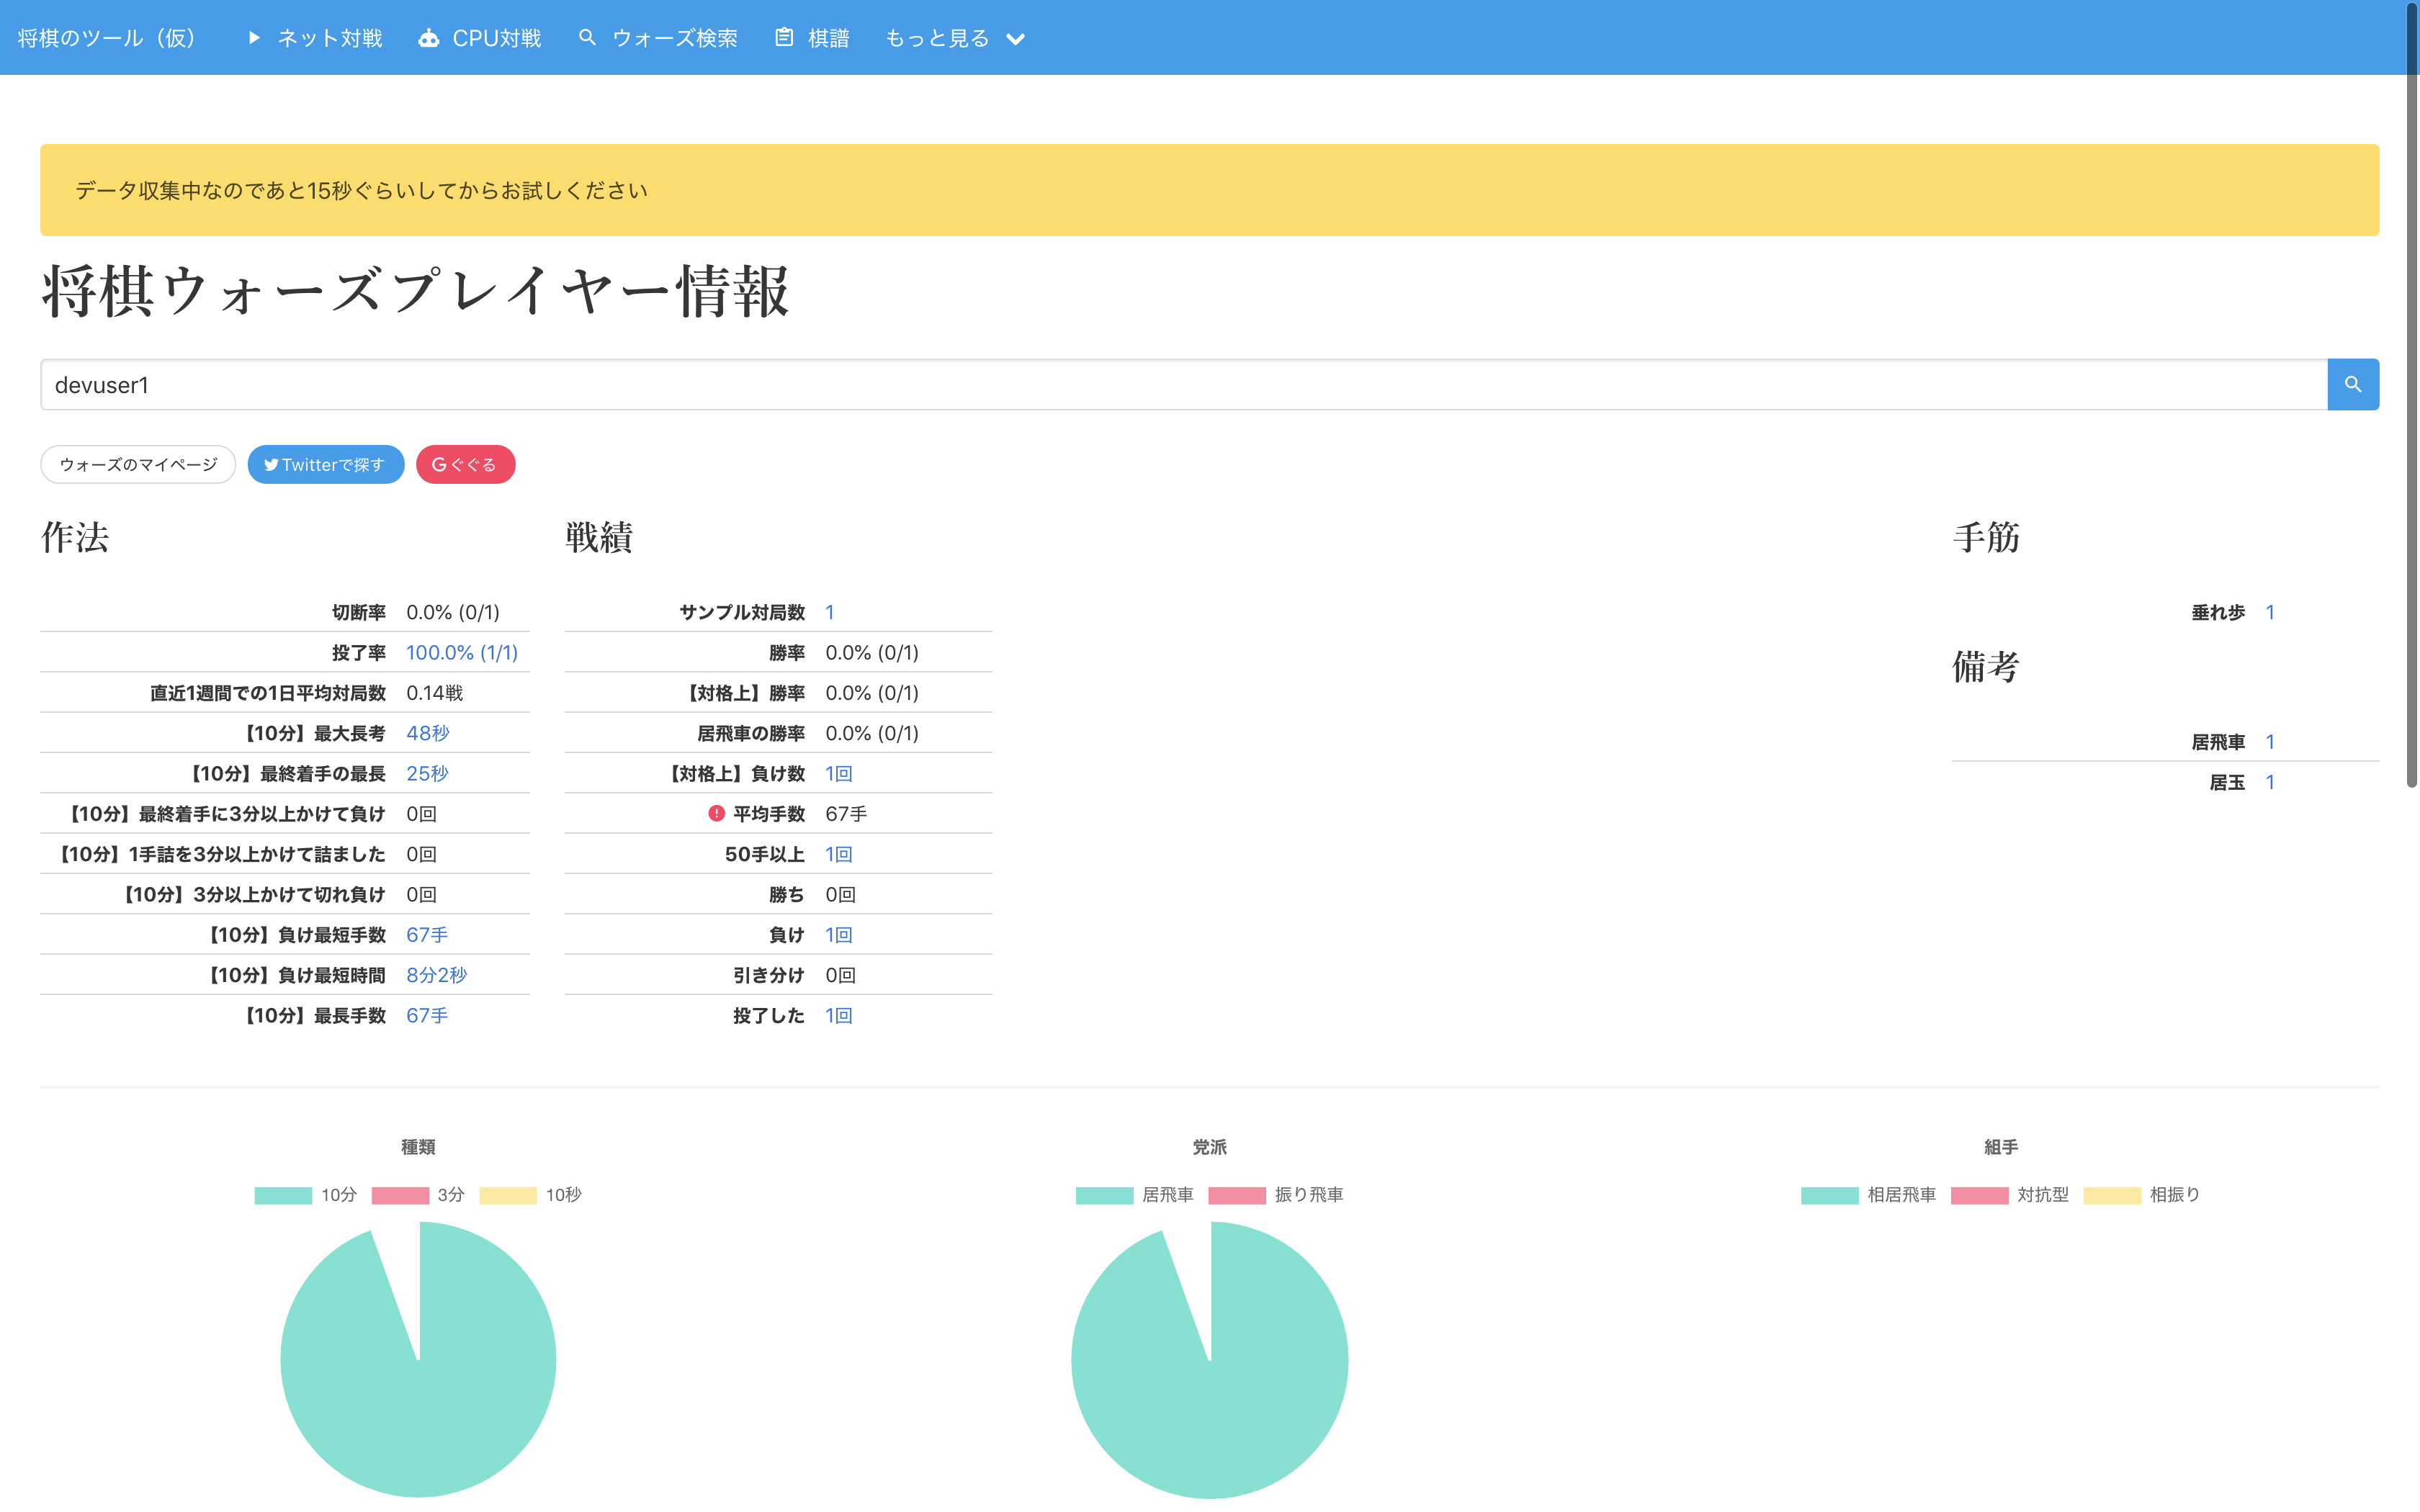 将棋のツール（仮） ネット対戦 CPU対戦 ウォーズ検索 棋譜 もっと見る
データ収集中なのであと15秒ぐらいしてからお試しください
将棋ウォーズプレイヤー情報
devuser1
ウォーズのマイページ Twitterで探す ぐぐる
作法
切断率 0.0% (0/1)
投了率 100.0% (1/1)
直近1週間での1日平均対局数 0.14戦
【10分】最大長考 48秒
【10分】最終着手の最長 25秒
【10分】最終着手に3分以上かけて負け 0回
【10分】1手詰を3分以上かけて詰ました 0回
【10分】3分以上かけて切れ負け 0回
【10分】負け最短手数 67手
【10分】負け最短時間 8分2秒
【10分】最長手数 67手
戦績
サンプル対局数 1
勝率 0.0% (0/1)
【対格上】勝率 0.0% (0/1)
居飛車の勝率 0.0% (0/1)
【対格上】負け数 1回
平均手数 67手
50手以上 1回
勝ち 0回
負け 1回
引き分け 0回
投了した 1回
手筋
垂れ歩 1
備考
居飛車 1
居玉 1
種類
10分 3分 10秒
党派
居飛車 振り飛車
組手
相居飛車 対抗型 相振り